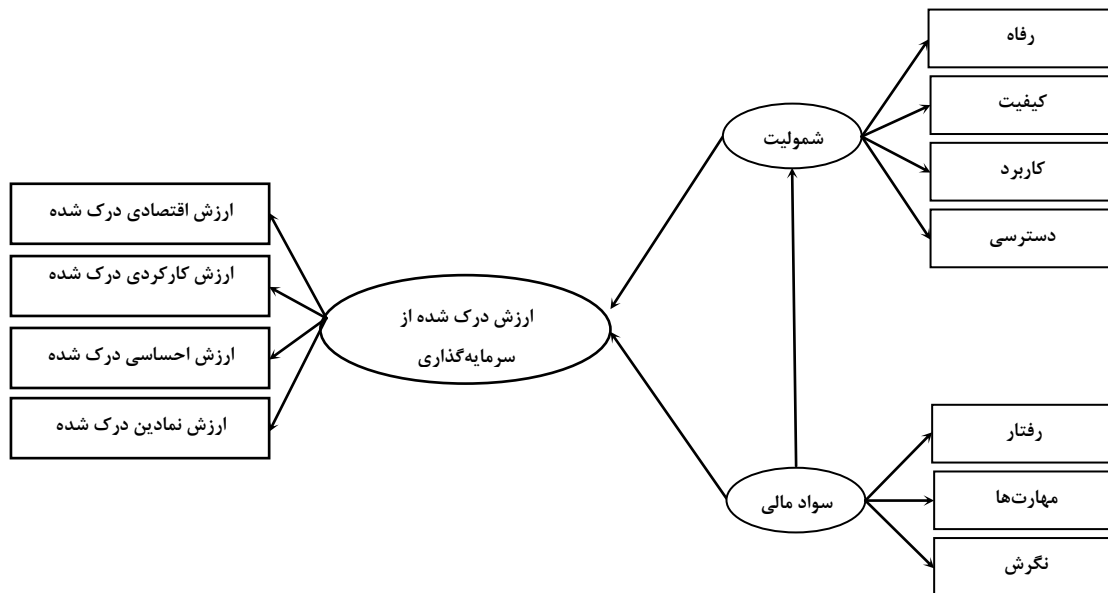 رفاه
کیفیت
کاربرد
دسترسی
شمولیت
ارزش اقتصادی درک شده
ارزش کارکردی درک شده
ارزش احساسی درک شده
ارزش نمادین درک شده
ارزش درک شده از
سرمایه‌گذاری
سواد مالی
رفتار
مهارت‌ها
نگرش